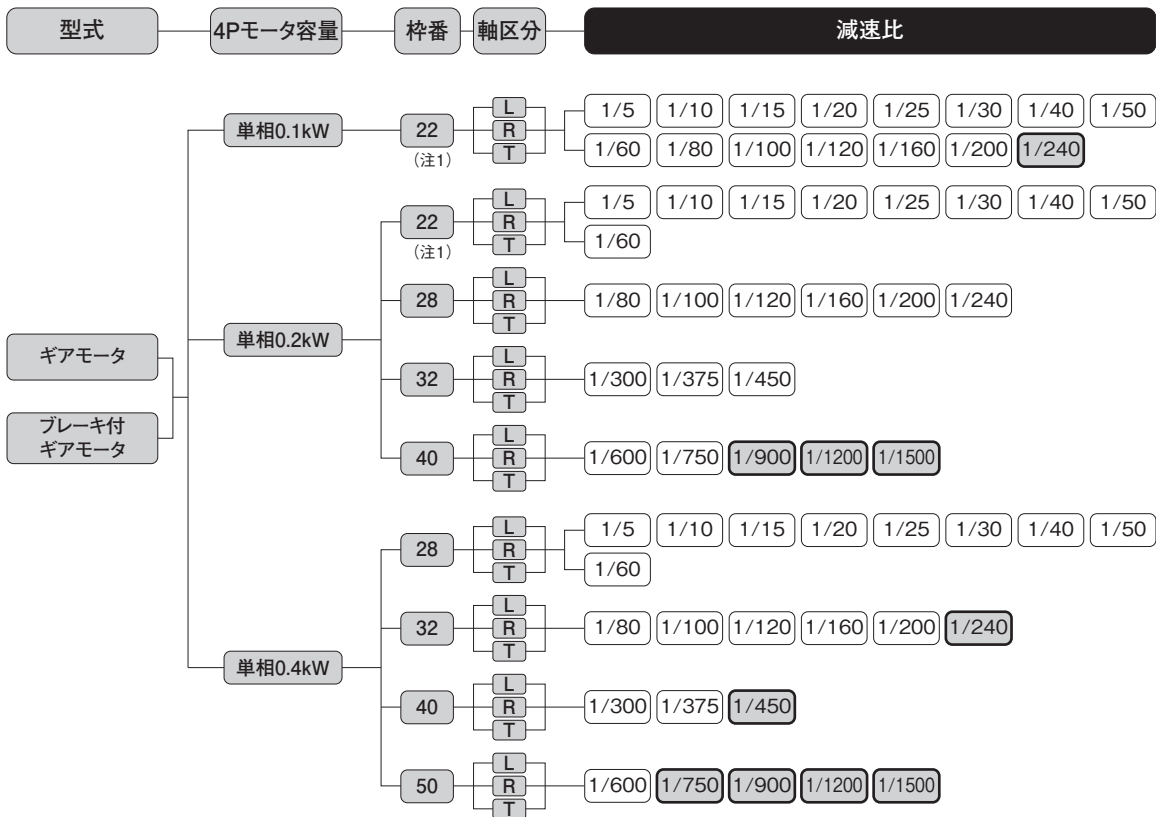 型式 4Pモータ容量 枠番 軸区分 減速比
単相0.1kW 22 (注1) L R T
1/5 1/10 1/15 1/20 1/25 1/30 1/40 1/50
1/60 1/80 1/100 1/120 1/160 1/200 1/240
22 (注1) L R T
1/5 1/10 1/15 1/20 1/25 1/30 1/40 1/50
1/60
28 L R T 1/80 1/100 1/120 1/160 1/200 1/240
単相0.2kW
ギアモータ
32 L R T 1/300 1/375 1/450
ブレーキ付
ギアモータ
40 L R T 1/600 1/750 1/900 1/1200 1/1500
28 L R T
1/5 1/10 1/15 1/20 1/25 1/30 1/40 1/50
1/60
32 L R T 1/80 1/100 1/120 1/160 1/200 1/240
単相0.4kW
40 L R T 1/300 1/375 1/450
50 L R T 1/600 1/750 1/900 1/1200 1/1500